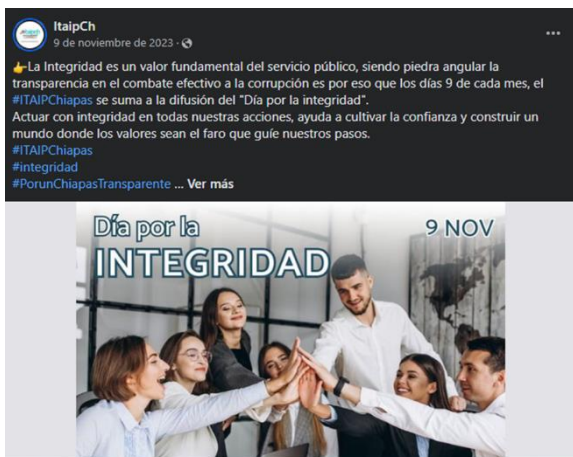 ItaipCh
9 de noviembre de 2023 ·
👉La Integridad es un valor fundamental del servicio público, siendo piedra angular la
transparencia en el combate efectivo a la corrupción es por eso que los días 9 de cada mes, el
#ITAIPChiapas se suma a la difusión del "Día por la integridad".
Actuar con integridad en todas nuestras acciones, ayuda a cultivar la confianza y construir un
mundo donde los valores sean el faro que guíe nuestros pasos.
#ITAIPChiapas
#integridad
#PorunChiapasTransparente ... Ver más
Día por la
INTEGRIDAD
9 NOV